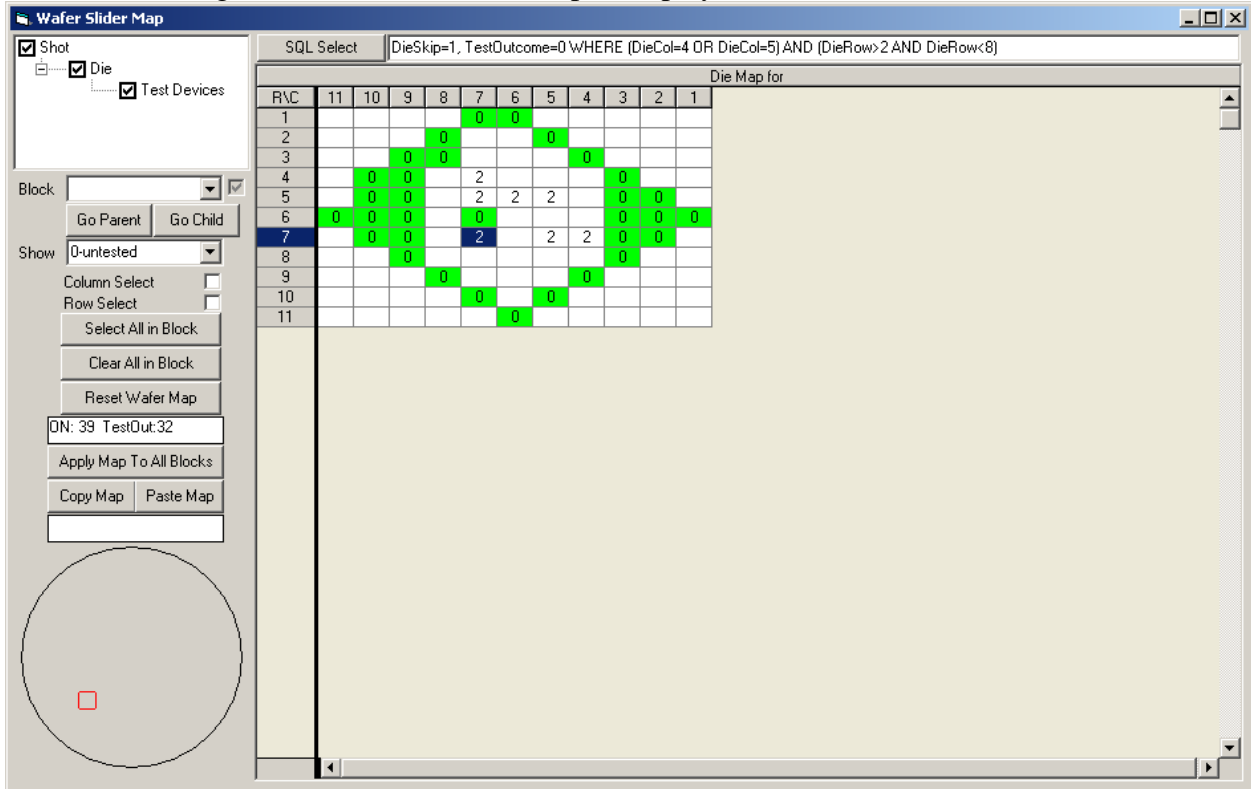 Wafer Slider Map
Shot
Die
Test Devices
SQL Select DieSkip=1, TestOutcome=0 WHERE (DieCol=4 OR DieCol=5) AND (DieRow>2 AND DieRow<8)
Die Map for
R\C 11 10 9 8 7 6 5 4 3 2 1
1 0 0
2 0 0
3 0 0 0
4 0 0 2 0
5 0 0 2 2 2 0 0
6 0 0 0 0 0 0 0
7 0 0 2 2 2 0 0
8 0 0
9 0 0
10 0 0
11 0
Block
Go Parent Go Child
Show 0-untested
Column Select
Row Select
Select All in Block
Clear All in Block
Reset Wafer Map
ON: 39 TestOut:32
Apply Map To All Blocks
Copy Map Paste Map